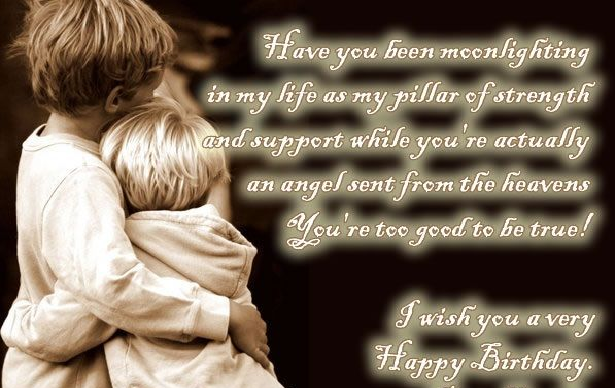 Have you been moonlighting
in my life as my pillar of strength
and support while you're actually
an angel sent from the heavens
You're too good to be true!
I wish you a very
Happy Birthday.